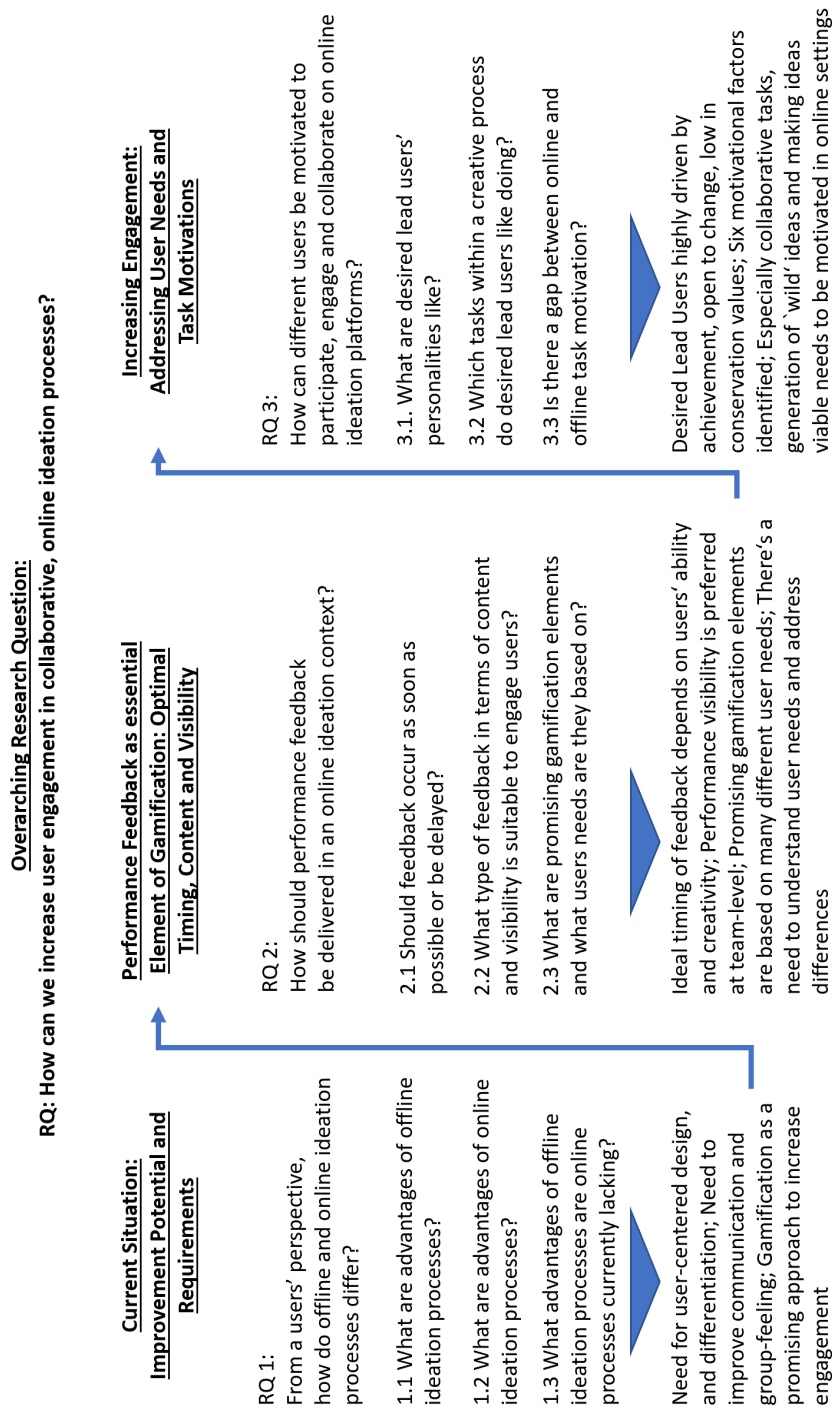 Overarching Research Question:
RQ: How can we increase user engagement in collaborative, online ideation processes?
Current Situation:
Improvement Potential and
Requirements
RQ 1:
From a users’ perspective,
how do offline and online ideation
processes differ?
1.1 What are advantages of offline
ideation processes?
1.2 What are advantages of online
ideation processes?
1.3 What advantages of offline
ideation processes are online
processes currently lacking?
Need for user-centered design,
and differentiation; Need to
improve communication and
group-feeling; Gamification as a
promising approach to increase
engagement
Performance Feedback as essential
Element of Gamification: Optimal
Timing, Content and Visibility
RQ 2:
How should performance feedback
be delivered in an online ideation context?
2.1 Should feedback occur as soon as
possible or be delayed?
2.2 What type of feedback in terms of content
and visibility is suitable to engage users?
2.3 What are promising gamification elements
and what users needs are they based on?
Ideal timing of feedback depends on users’ ability
and creativity; Performance visibility is preferred
at team-level; Promising gamification elements
are based on many different user needs; There’s a
need to understand user needs and address
differences
Increasing Engagement:
Addressing User Needs and
Task Motivations
RQ 3:
How can different users be motivated to
participate, engage and collaborate on online
ideation platforms?
3.1. What are desired lead users’
personalities like?
3.2 Which tasks within a creative process
do desired lead users like doing?
3.3 Is there a gap between online and
offline task motivation?
Desired Lead Users highly driven by
achievement, open to change, low in
conservation values; Six motivational factors
identified; Especially collaborative tasks,
generation of ‘wild‘ ideas and making ideas
viable needs to be motivated in online settings